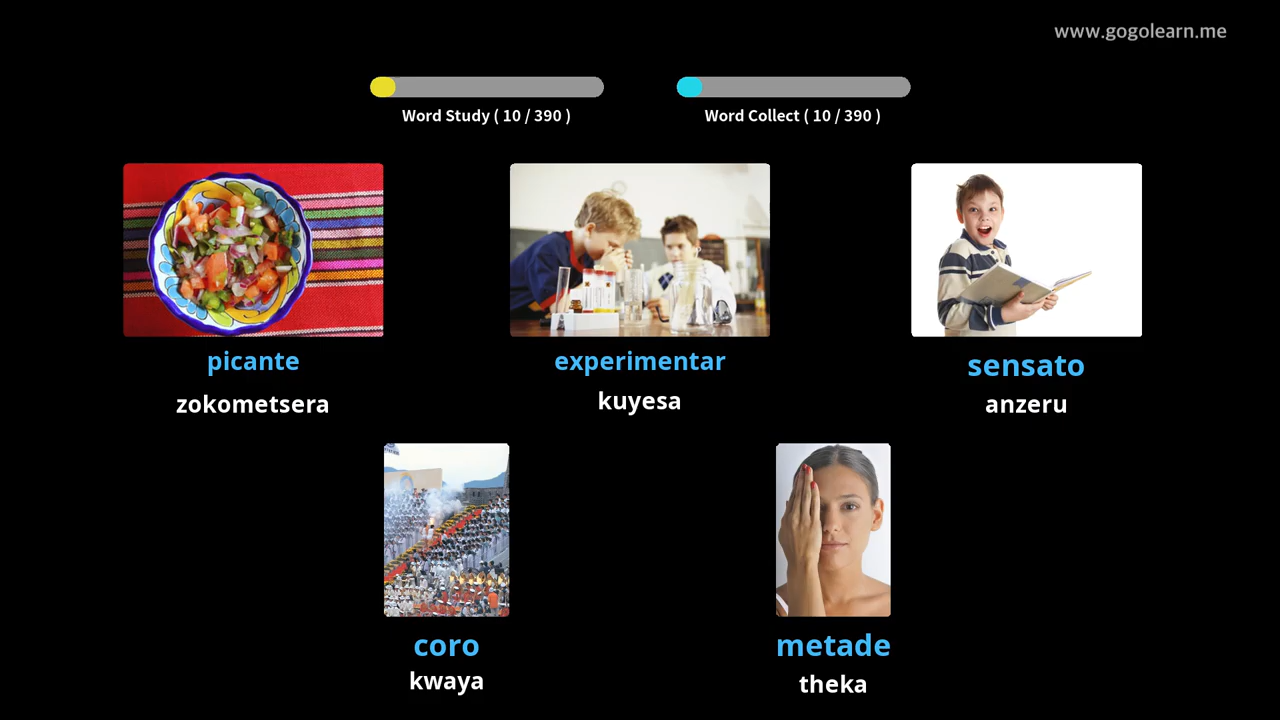 www.gogolearn.me
Word Study ( 10 / 390 )
Word Collect ( 10 / 390 )
picante
zokometsera
experimentar
kuyesa
sensato
anzeru
coro
kwaya
metade
theka